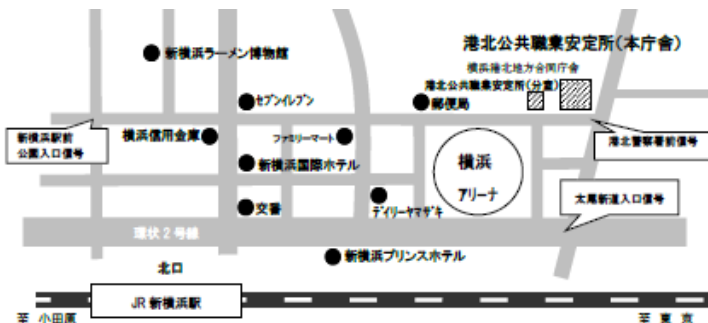 港北公共職業安定所(本庁舎)
新横浜ラーメン博物館
横浜港北地方合同庁舎
港北公共職業安定所(分室)
セブンイレブン
郵便局
新横浜駅前
公園入口信号
横浜信用金庫
ファミリーマート
港北警察署前信号
新横浜国際ホテル
横浜
アリーナ
太尾新道入口信号
交番
デイリーヤマザキ
環状2号線
新横浜プリンスホテル
北口
JR 新横浜駅
至 小田原
至 東京